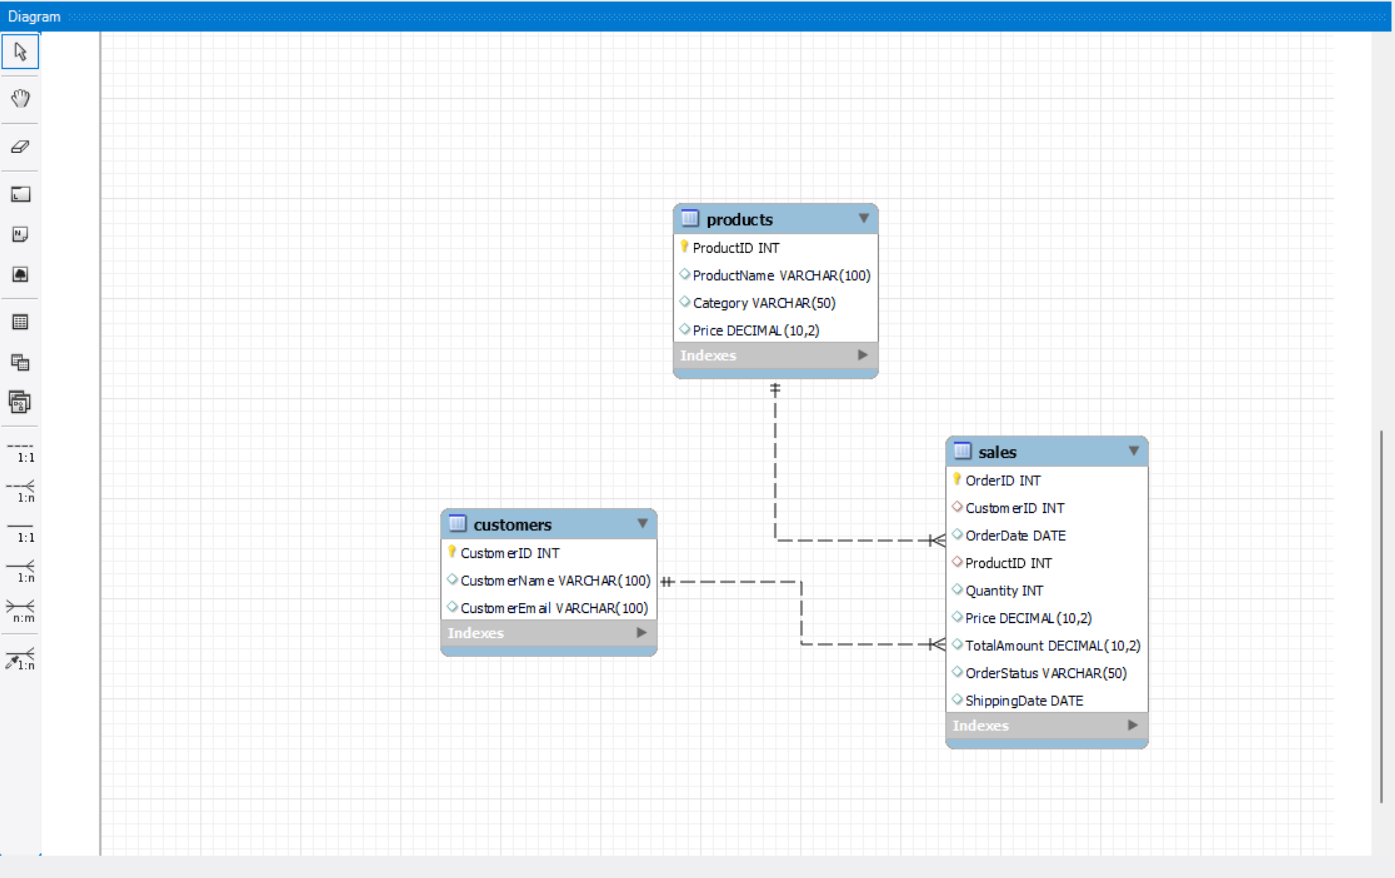 Diagram
products
ProductID INT
ProductName VARCHAR(100)
Category VARCHAR(50)
Price DECIMAL(10,2)
Indexes
sales
OrderID INT
CustomerID INT
OrderDate DATE
ProductID INT
Quantity INT
Price DECIMAL(10,2)
TotalAmount DECIMAL(10,2)
OrderStatus VARCHAR(50)
ShippingDate DATE
Indexes
customers
CustomerID INT
CustomerName VARCHAR(100)
CustomerEmail VARCHAR(100)
Indexes
1:1
1:n
1:1
1:n
n:m
1:n